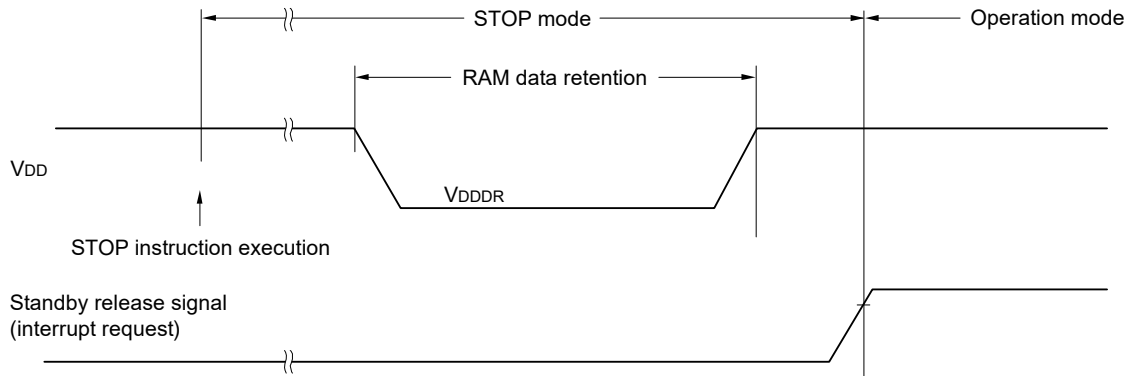 STOP mode
Operation mode
RAM data retention
VDD
VDDDR
STOP instruction execution
Standby release signal
(interrupt request)